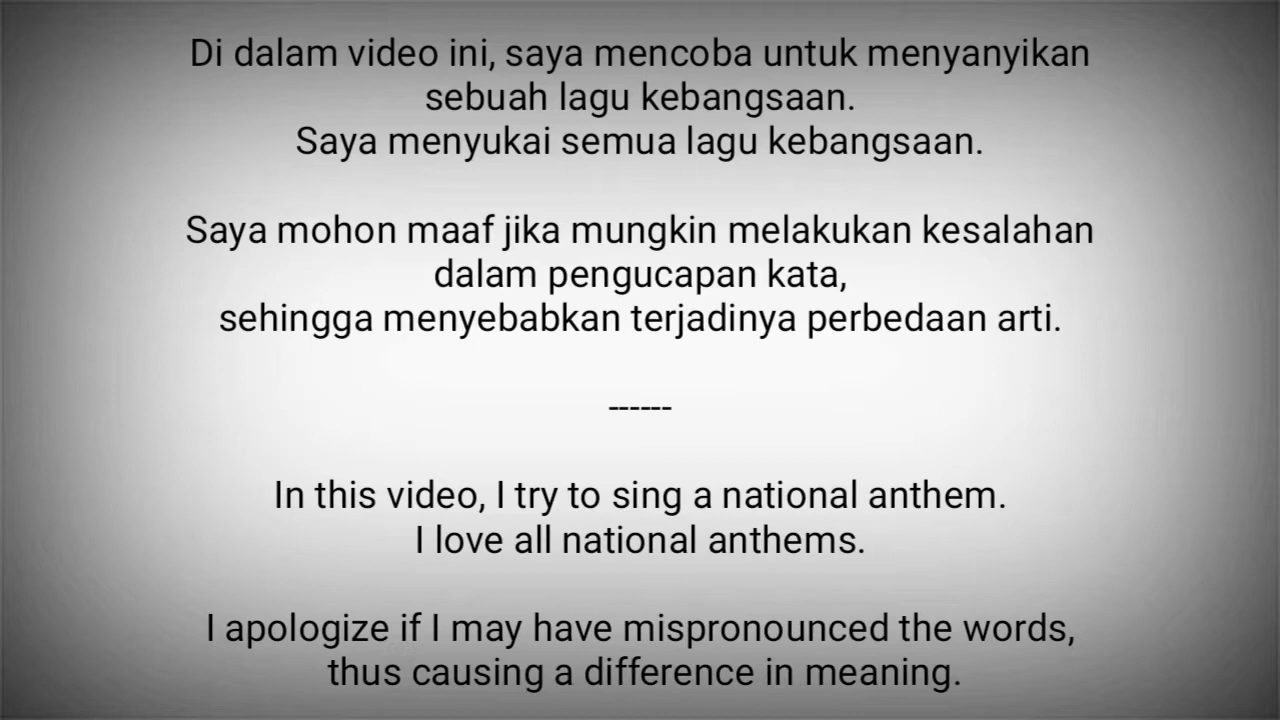 Di dalam video ini, saya mencoba untuk menyanyikan
sebuah lagu kebangsaan.
Saya menyukai semua lagu kebangsaan.
Saya mohon maaf jika mungkin melakukan kesalahan
dalam pengucapan kata,
sehingga menyebabkan terjadinya perbedaan arti.
------
In this video, I try to sing a national anthem.
I love all national anthems.
I apologize if I may have mispronounced the words,
thus causing a difference in meaning.